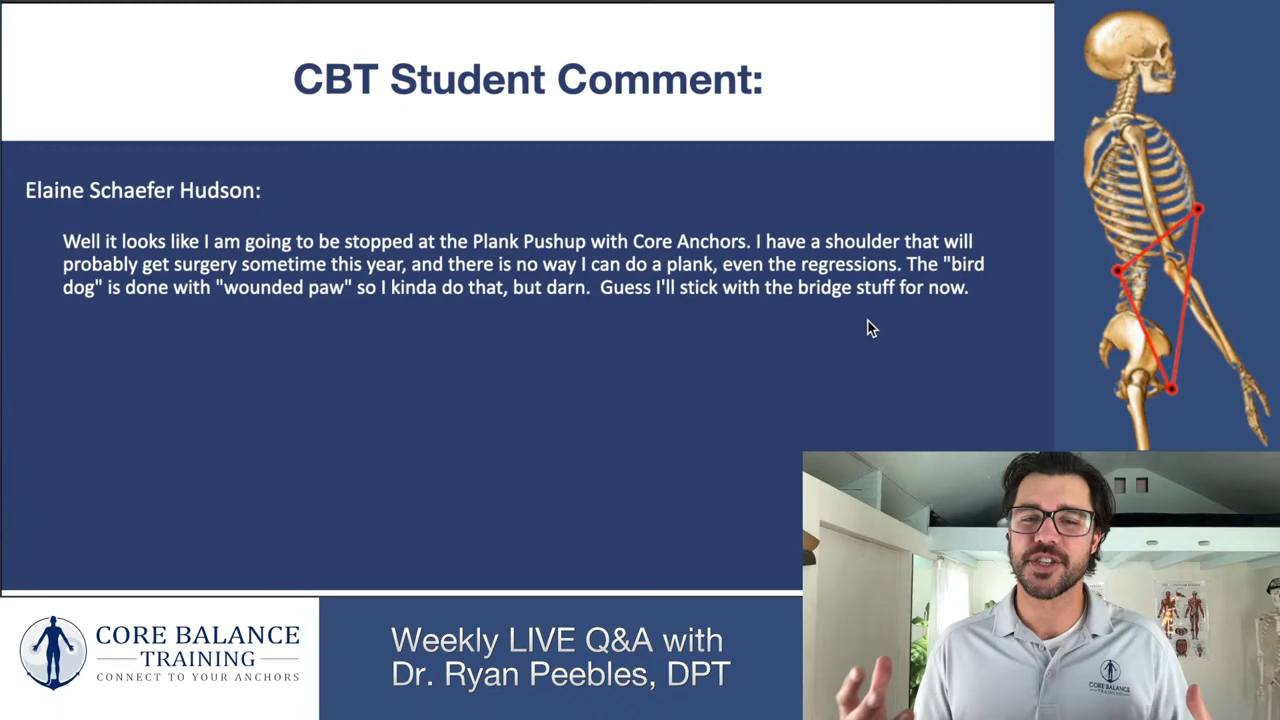 CBT Student Comment:
Elaine Schaefer Hudson:
Well it looks like I am going to be stopped at the Plank Pushup with Core Anchors. I have a shoulder that will
probably get surgery sometime this year, and there is no way I can do a plank, even the regressions. The "bird
dog" is done with "wounded paw" so I kinda do that, but darn.  Guess I'll stick with the bridge stuff for now.
CORE BALANCE
TRAINING
CONNECT TO YOUR ANCHORS
Weekly LIVE Q&A with
Dr. Ryan Peebles, DPT
CORE BALANCE
TRAINING